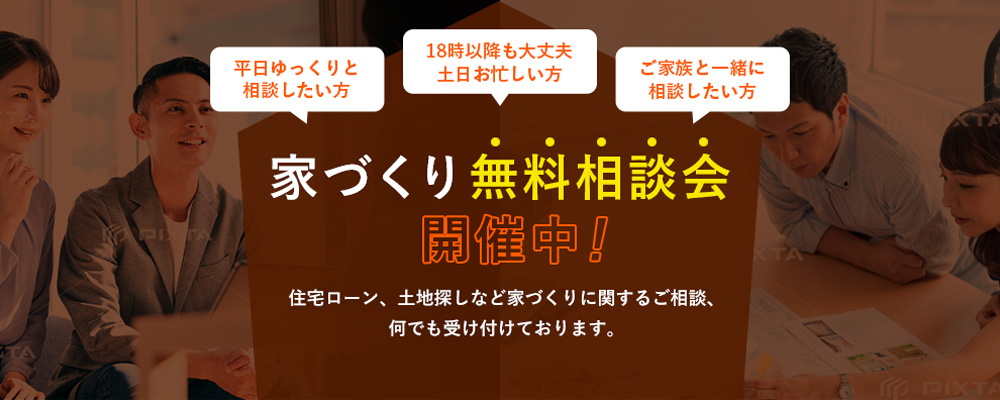 平日ゆっくりと
相談したい方
18時以降も大丈夫
土日お忙しい方
ご家族と一緒に
相談したい方
家づくり無料相談会
開催中!
住宅ローン、土地探しなど家づくりに関するご相談、
何でも受け付けております。
PIXTA
PIXTA
PIXTA
PIXTA